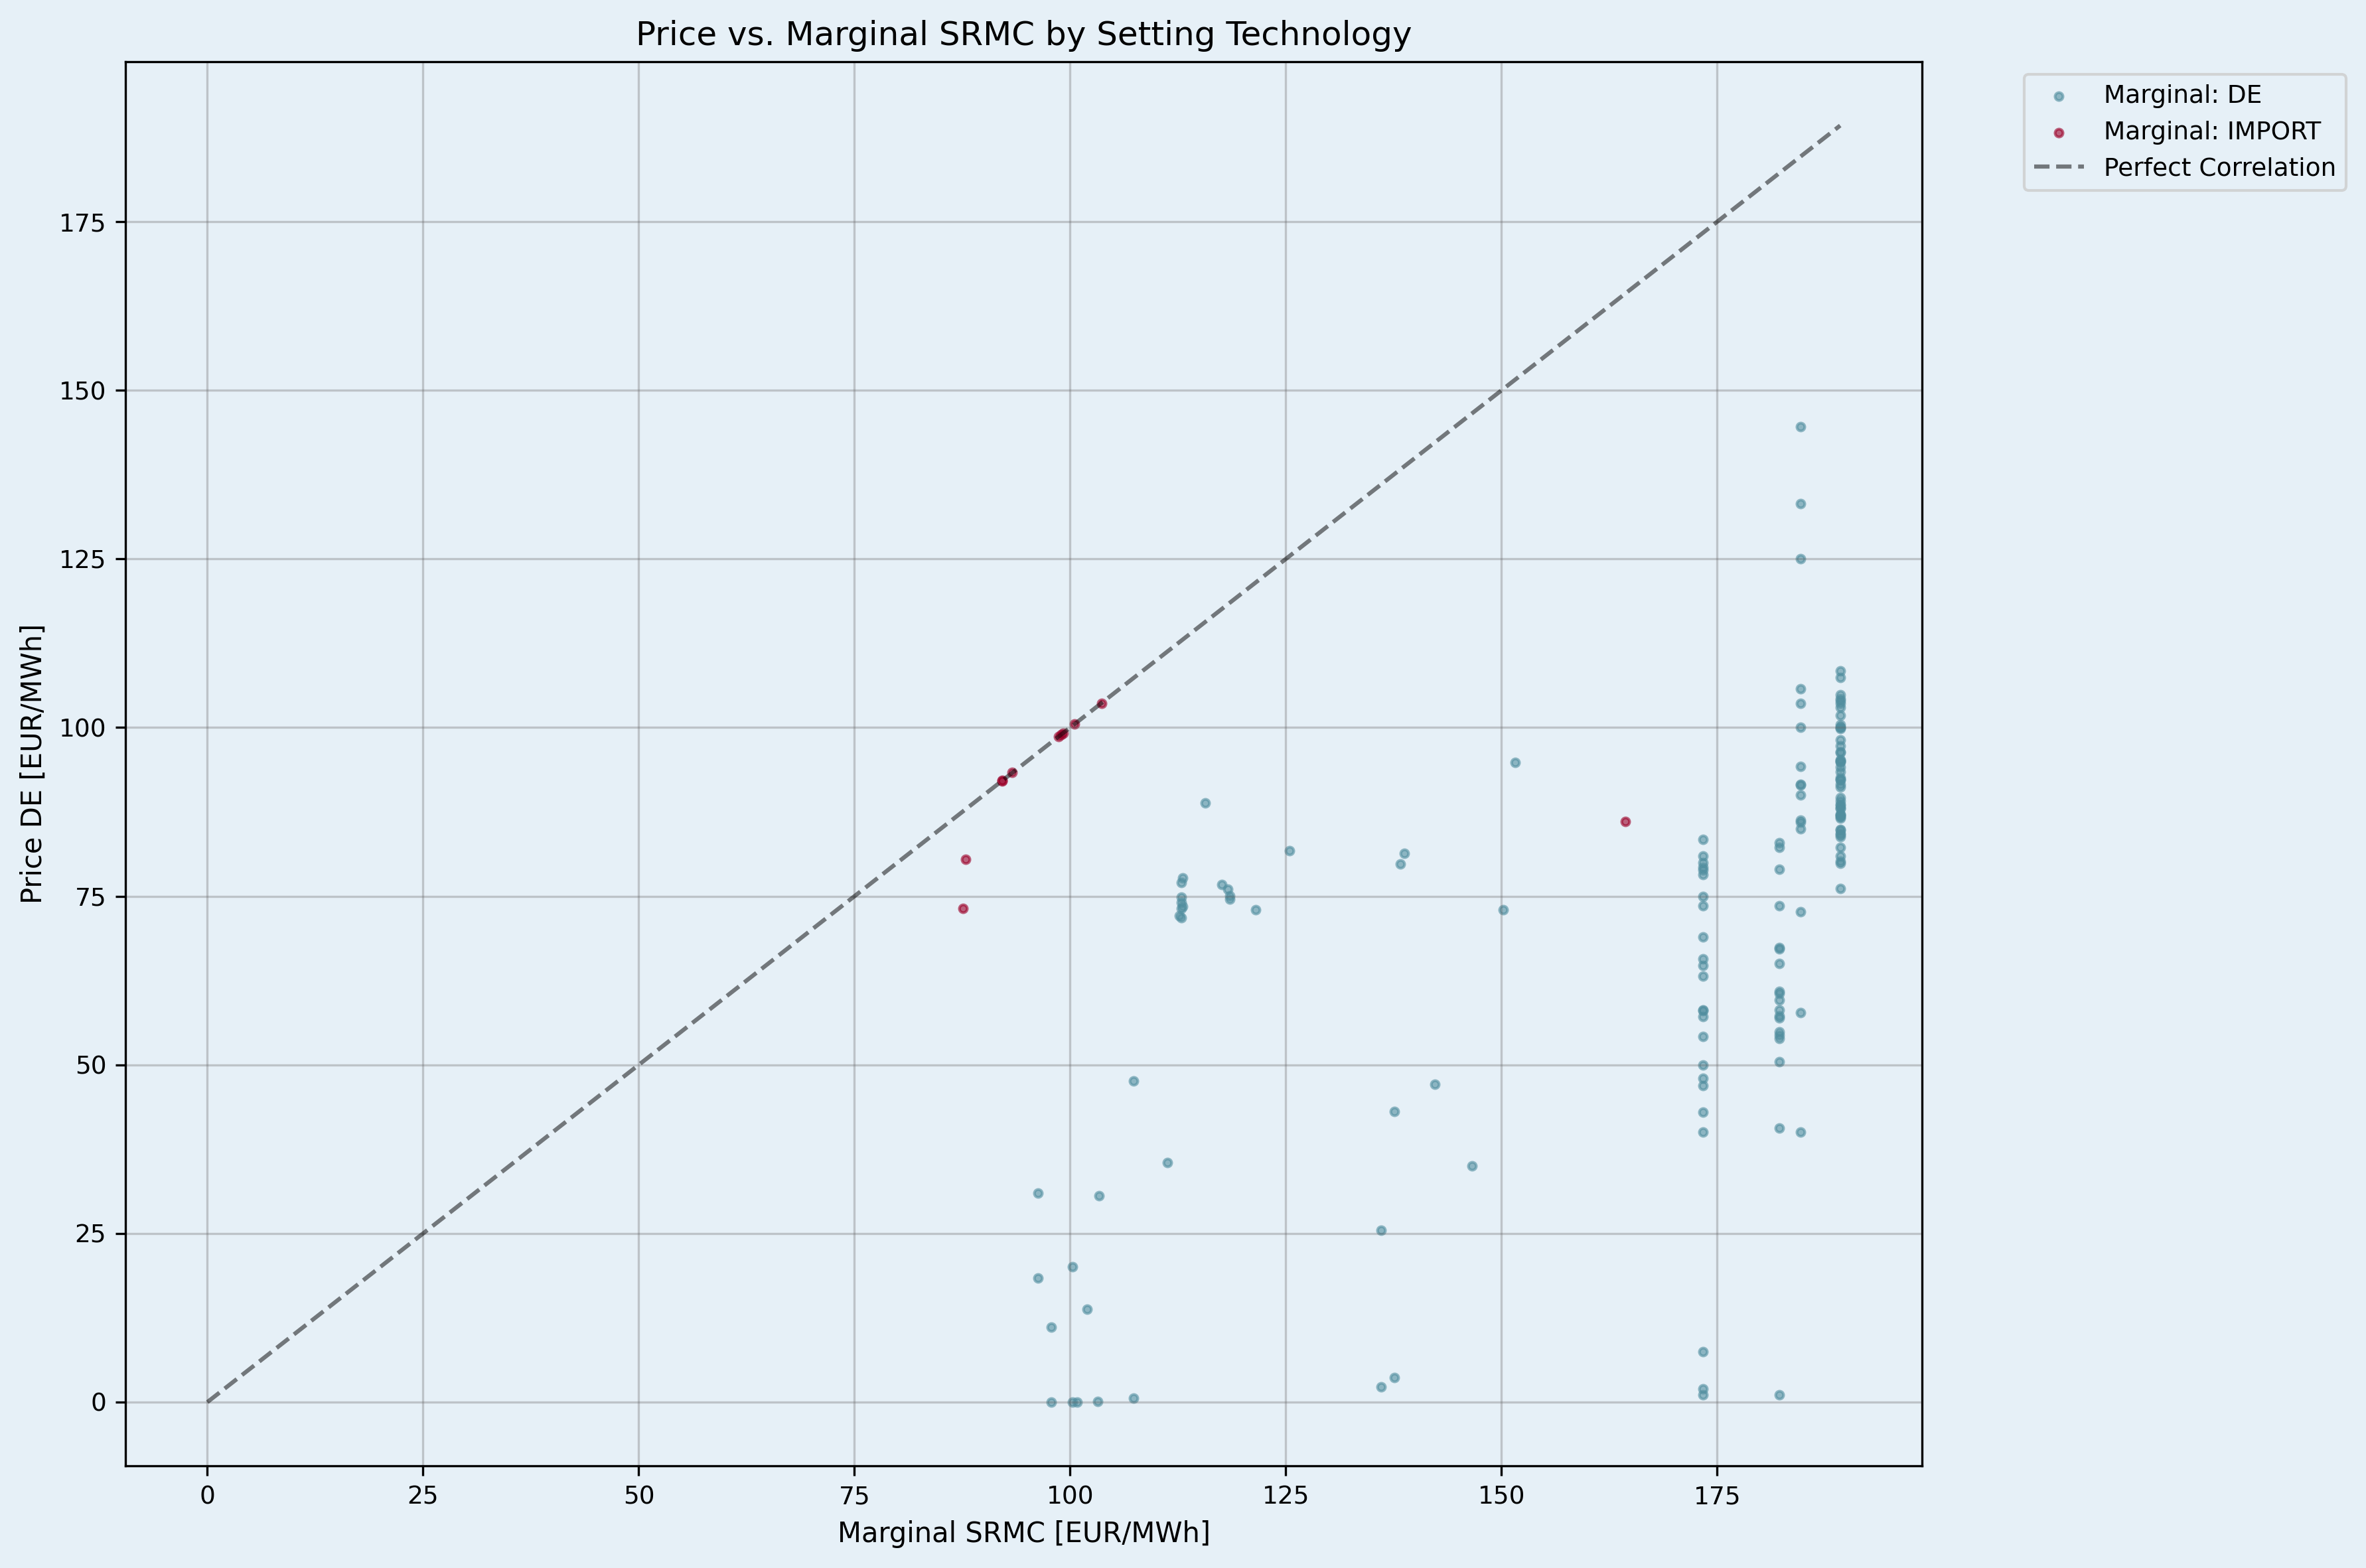 Price vs. Marginal SRMC by Setting Technology
Marginal: DE
Marginal: IMPORT
Perfect Correlation
Price DE [EUR/MWh]
175
150
125
100
75
50
25
0
0 25 50 75 100 125 150 175
Marginal SRMC [EUR/MWh]